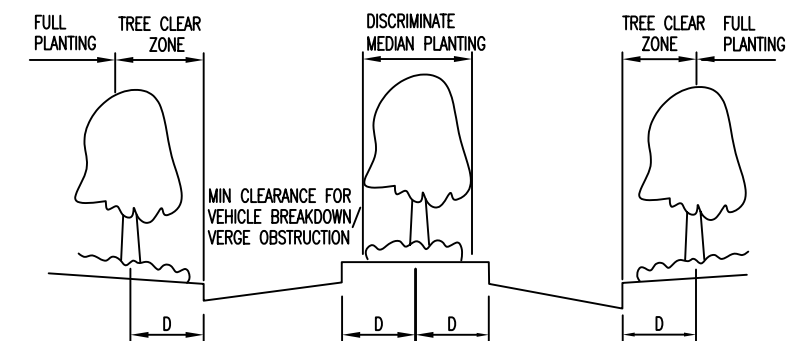 FULL
PLANTING
TREE CLEAR
ZONE
DISCRIMINATE
MEDIAN PLANTING
TREE CLEAR
ZONE
FULL
PLANTING
MIN CLEARANCE FOR
VEHICLE BREAKDOWN/
VERGE OBSTRUCTION
D
D
D
D